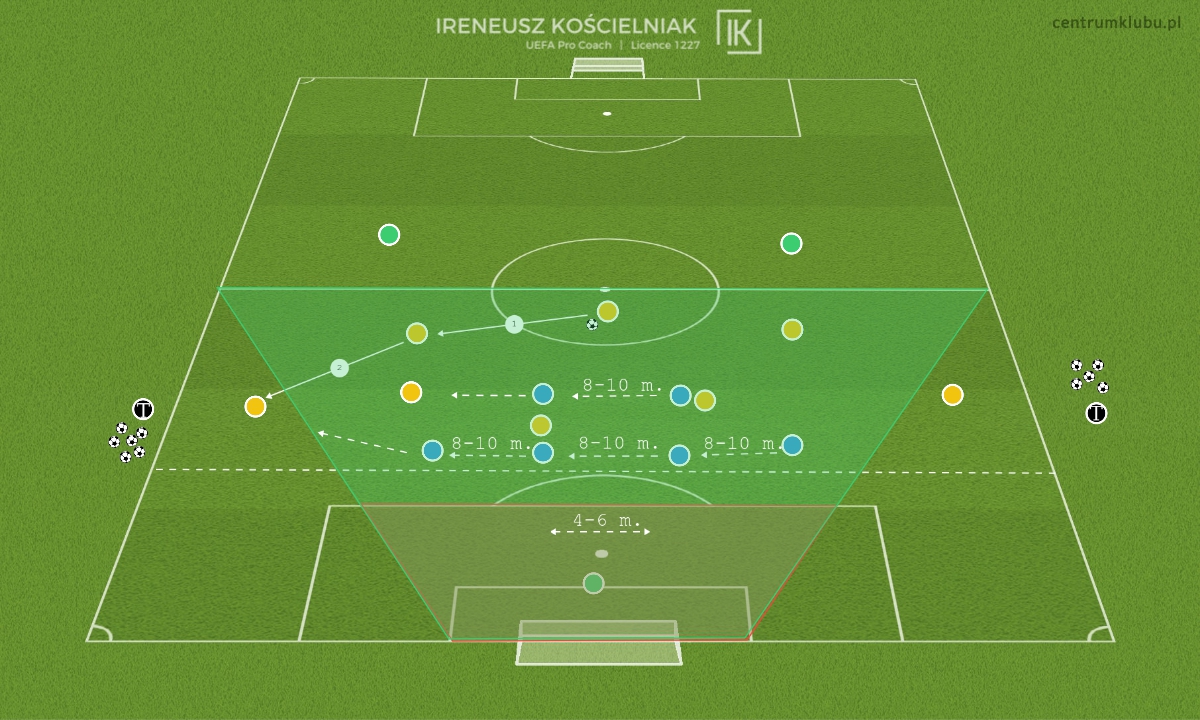 IRENEUSZ KOŚCIELNIAK
UEFA Pro Coach | Licence 1227
IK
centrumklubu.pl
1
2
8-10 m.
8-10 m.
8-10 m.
8-10 m.
4-6 m.
T
T